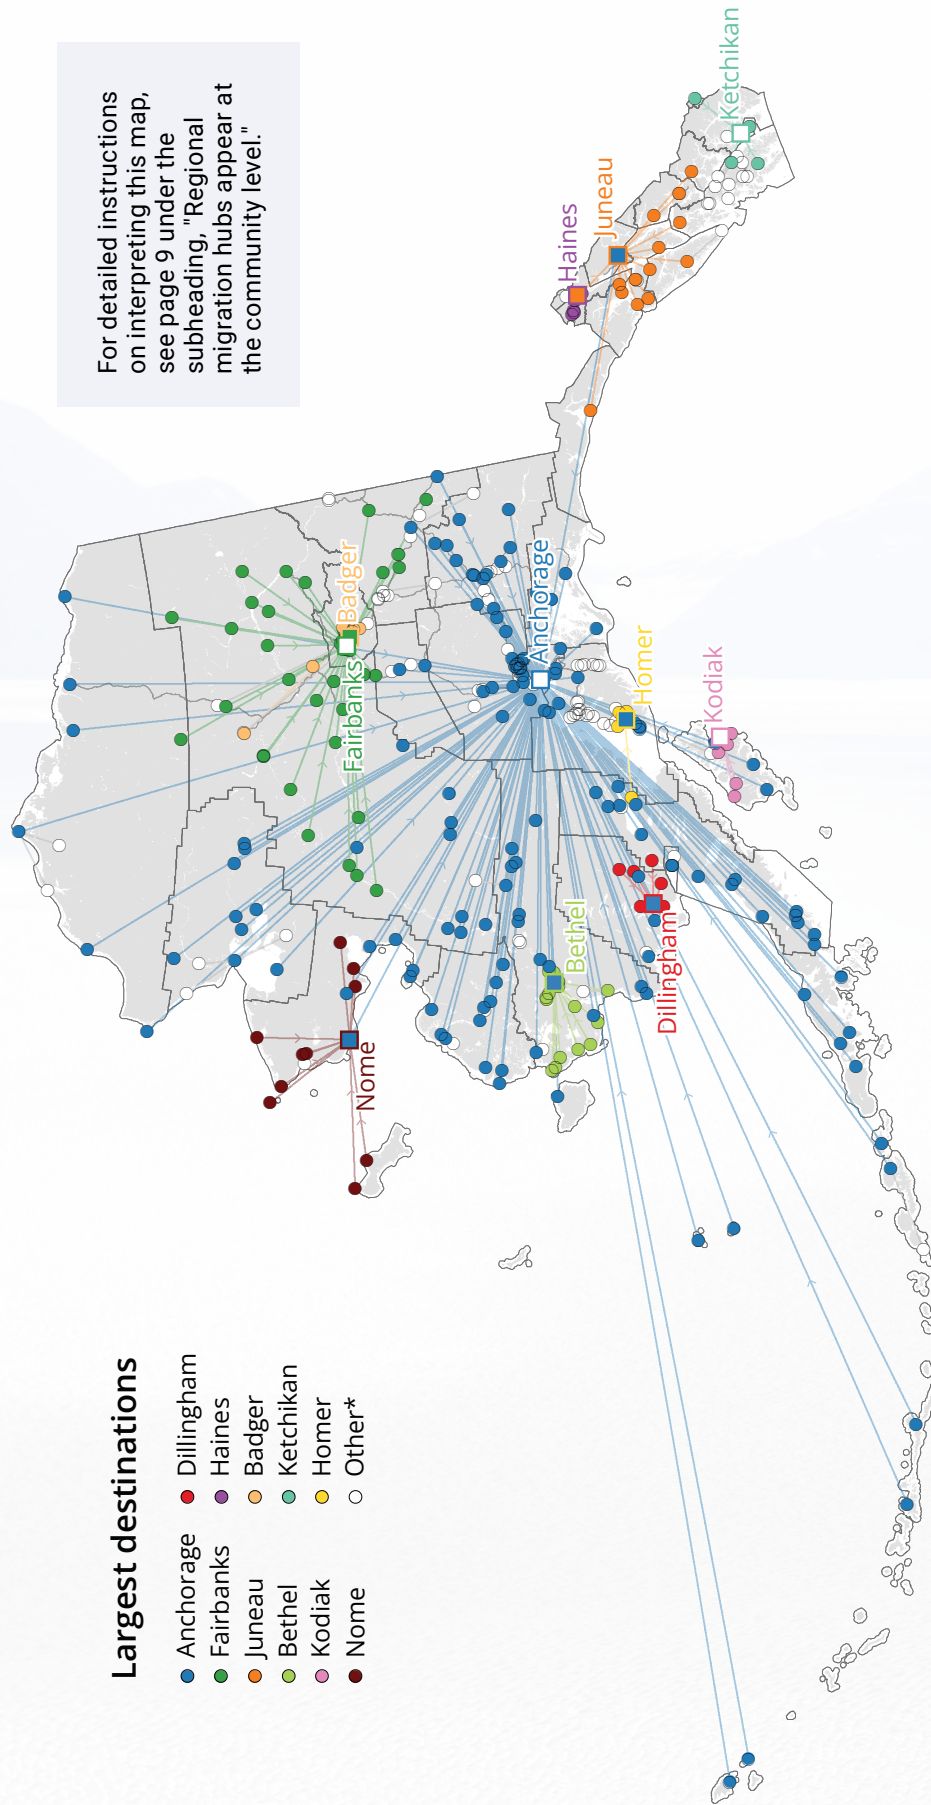 For detailed instructions
on interpreting this map,
see page 9 under the
subheading, "Regional
migration hubs appear at
the community level."
Largest destinations
Anchorage
Fairbanks
Juneau
Bethel
Kodiak
Nome
Dillingham
Haines
Badger
Ketchikan
Homer
Other*
Nome
Fairbanks
Badger
Bethel
Dillingham
Anchorage
Homer
Kodiak
Haines
Juneau
Ketchikan